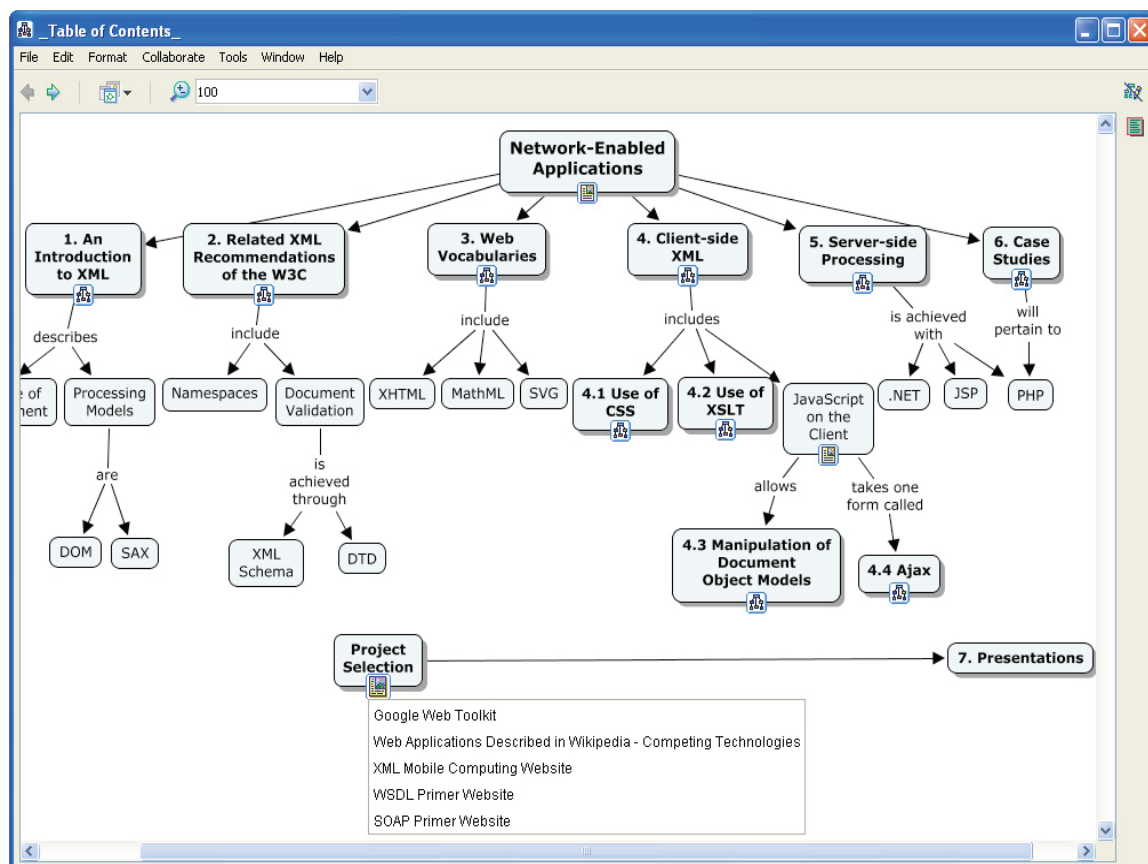 _Table of Contents_
File Edit Format Collaborate Tools Window Help
100
Network-Enabled
Applications
1. An
Introduction
to XML
2. Related XML
Recommendations
of the W3C
3. Web
Vocabularies
4. Client-side
XML
5. Server-side
Processing
6. Case
Studies
describes
include
include
includes
is achieved
with
will
pertain to
e of
nent
Processing
Models
Namespaces
Document
Validation
XHTML
MathML
SVG
4.1 Use of
CSS
4.2 Use of
XSLT
JavaScript
on the
Client
.NET
JSP
PHP
are
is
achieved
through
allows
takes one
form called
DOM
SAX
XML
Schema
DTD
4.3 Manipulation of
Document
Object Models
4.4 Ajax
Project
Selection
7. Presentations
Google Web Toolkit
Web Applications Described in Wikipedia - Competing Technologies
XML Mobile Computing Website
WSDL Primer Website
SOAP Primer Website